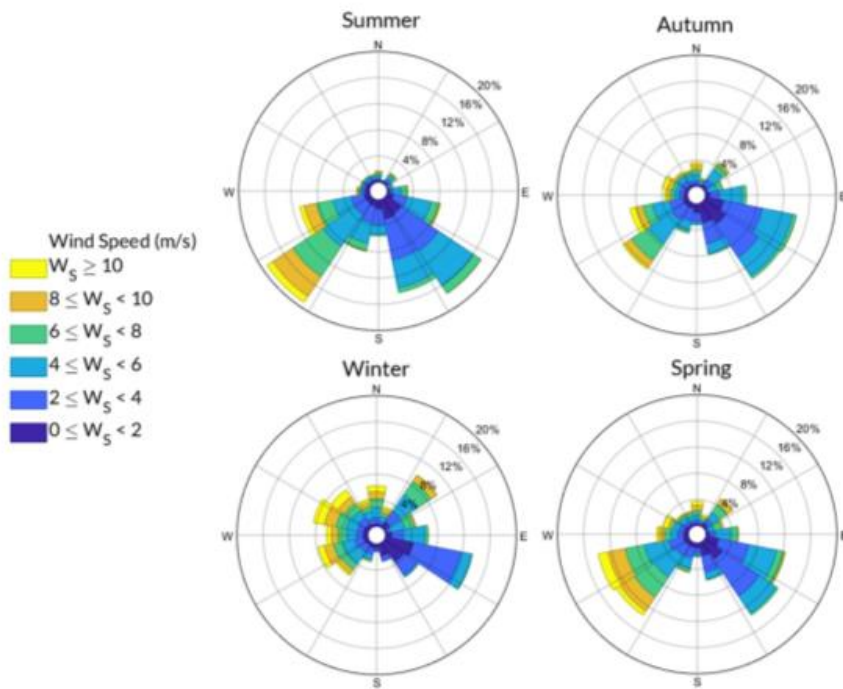 Summer
N
20%
16%
12%
8%
4%
W
E
S
Autumn
N
20%
16%
12%
8%
4%
W
E
S
Wind Speed (m/s)
W_S ≥ 10
8 ≤ W_S < 10
6 ≤ W_S < 8
4 ≤ W_S < 6
2 ≤ W_S < 4
0 ≤ W_S < 2
Winter
N
20%
16%
12%
8%
4%
W
E
S
Spring
N
20%
16%
12%
8%
4%
W
E
S